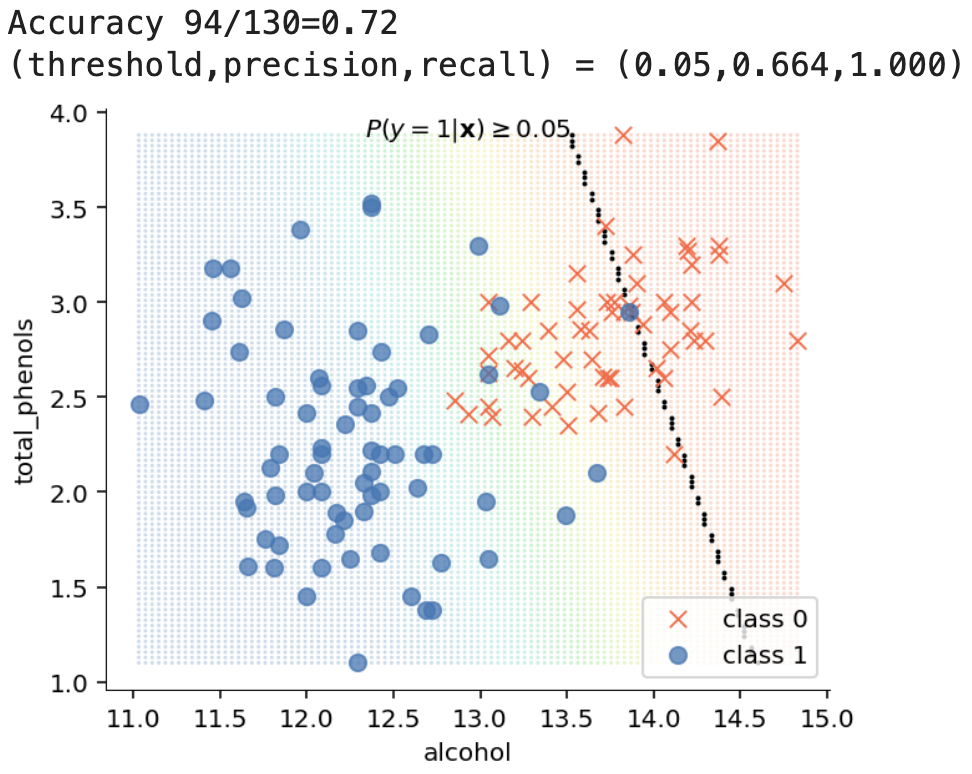 Accuracy 94/130=0.72
(threshold,precision,recall) = (0.05,0.664,1.000)
P(y = 1|x) ≥ 0.05
4.0
3.5
3.0
2.5
2.0
1.5
1.0
total_phenols
class 0
class 1
11.0 11.5 12.0 12.5 13.0 13.5 14.0 14.5 15.0
alcohol